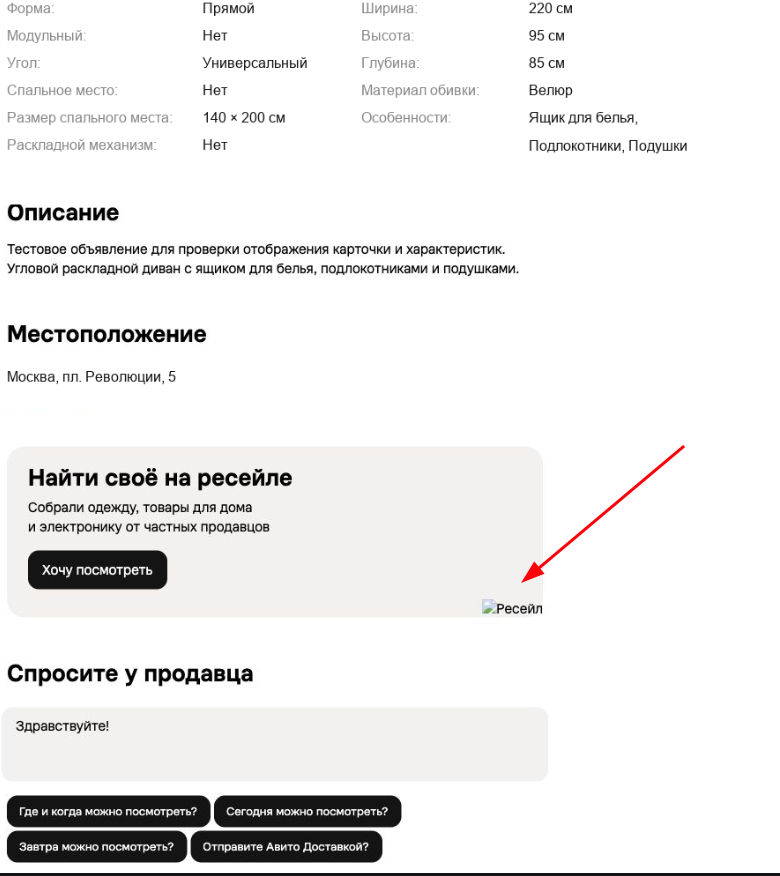 Форма: Прямой Ширина: 220 см
Модульный: Нет Высота: 95 см
Угол: Универсальный Глубина: 85 см
Спальное место: Нет Материал обивки: Велюр
Размер спального места: 140 × 200 см Особенности: Ящик для белья,
Раскладной механизм: Нет Подлокотники, Подушки
Описание
Тестовое объявление для проверки отображения карточки и характеристик.
Угловой раскладной диван с ящиком для белья, подлокотниками и подушками.
Местоположение
Москва, пл. Революции, 5
Найти своё на ресейле
Собрали одежду, товары для дома
и электронику от частных продавцов
Хочу посмотреть
Ресейл
Спросите у продавца
Здравствуйте!
Где и когда можно посмотреть? Сегодня можно посмотреть?
Завтра можно посмотреть? Отправите Авито Доставкой?